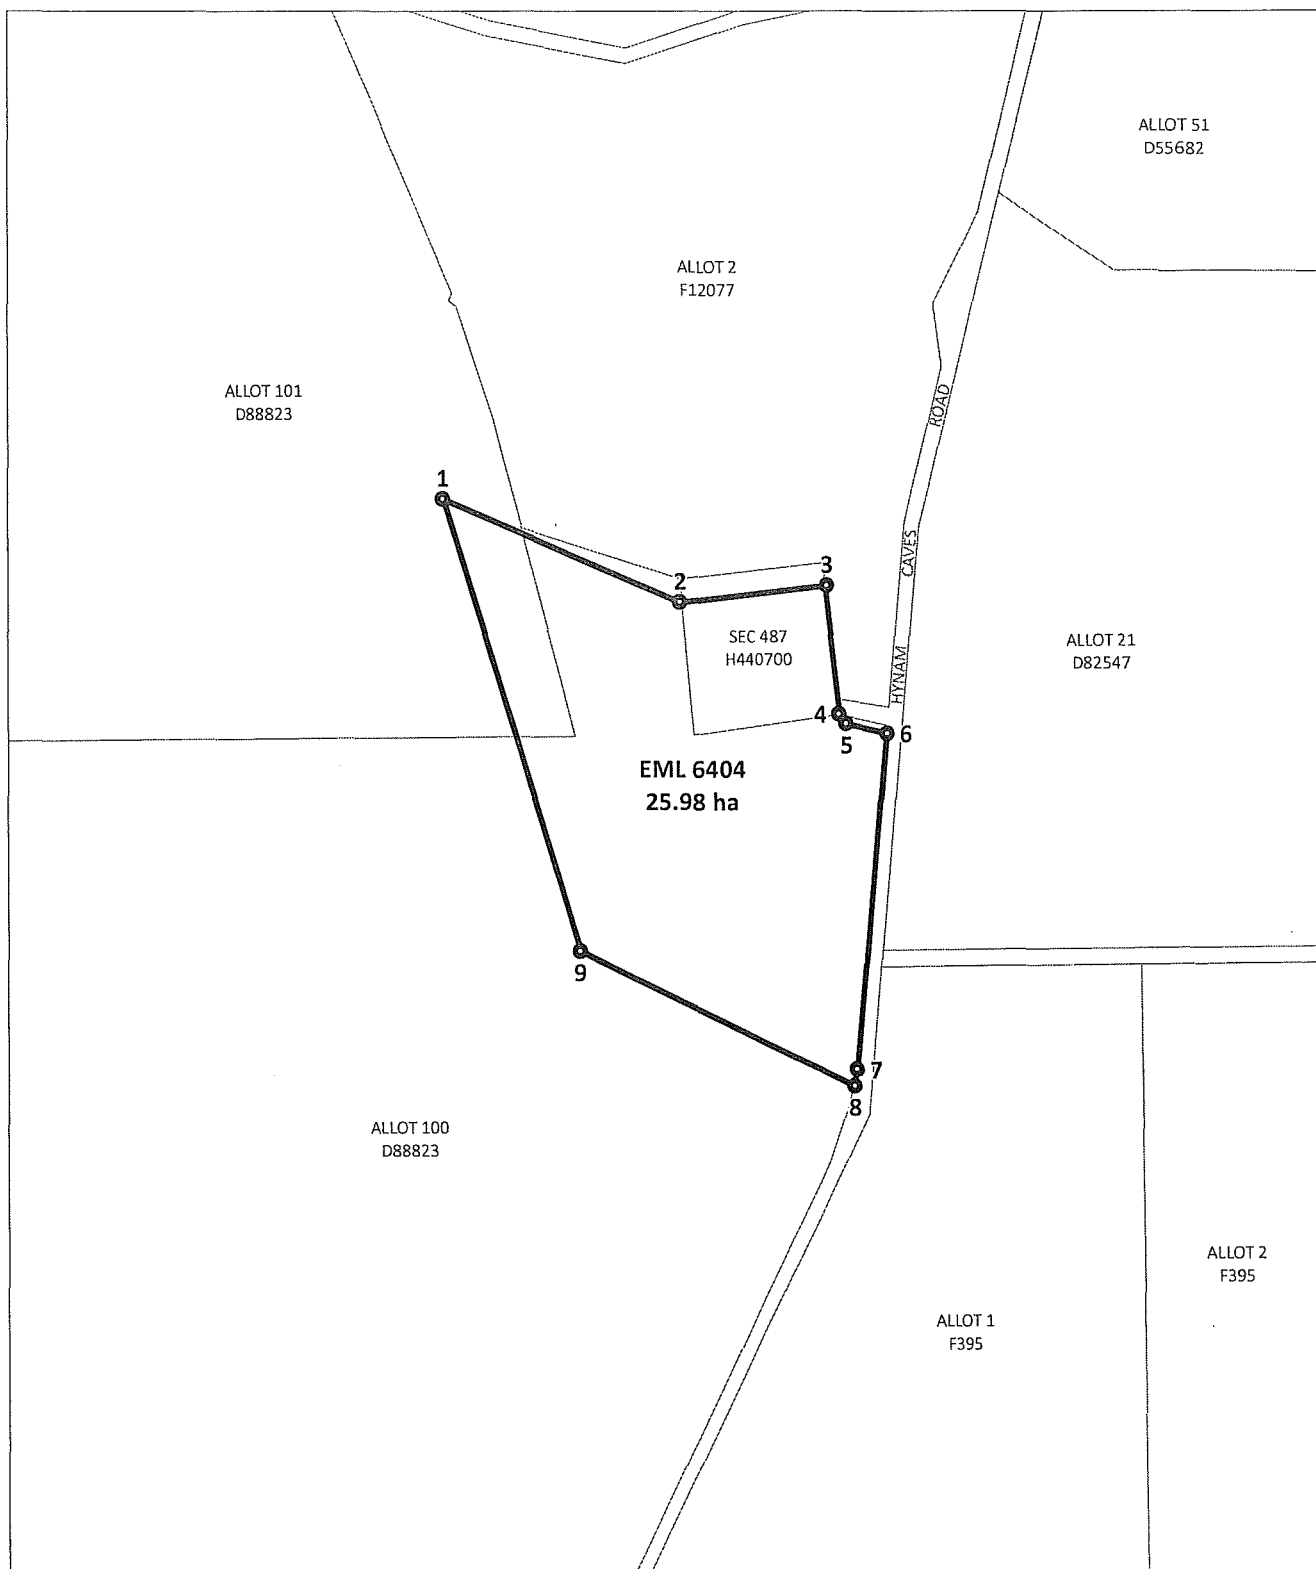 ALLOT 51
D55682
ALLOT 2
F12077
ALLOT 101
D88823
ROAD
CAVES
HYNAM
1
2
3
SEC 487
H440700
ALLOT 21
D82547
4
5
6
EML 6404
25.98 ha
9
7
8
ALLOT 100
D88823
ALLOT 2
F395
ALLOT 1
F395